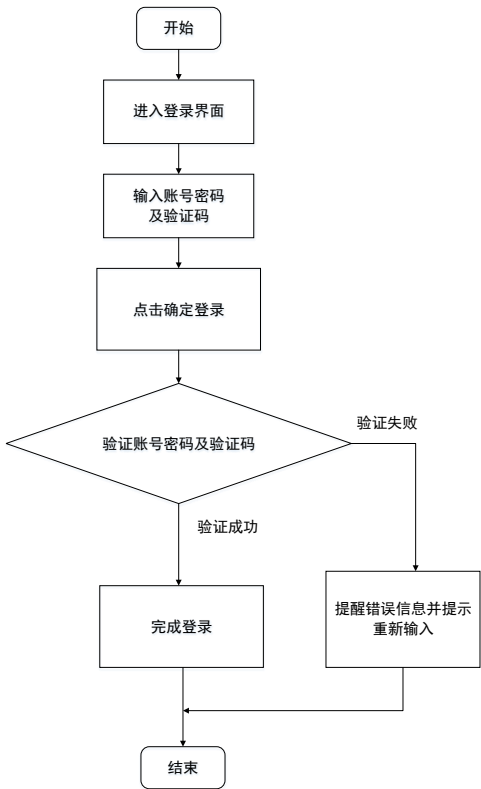 开始
进入登录界面
输入账号密码
及验证码
点击确定登录
验证账号密码及验证码
验证失败
验证成功
完成登录
提醒错误信息并提示
重新输入
结束